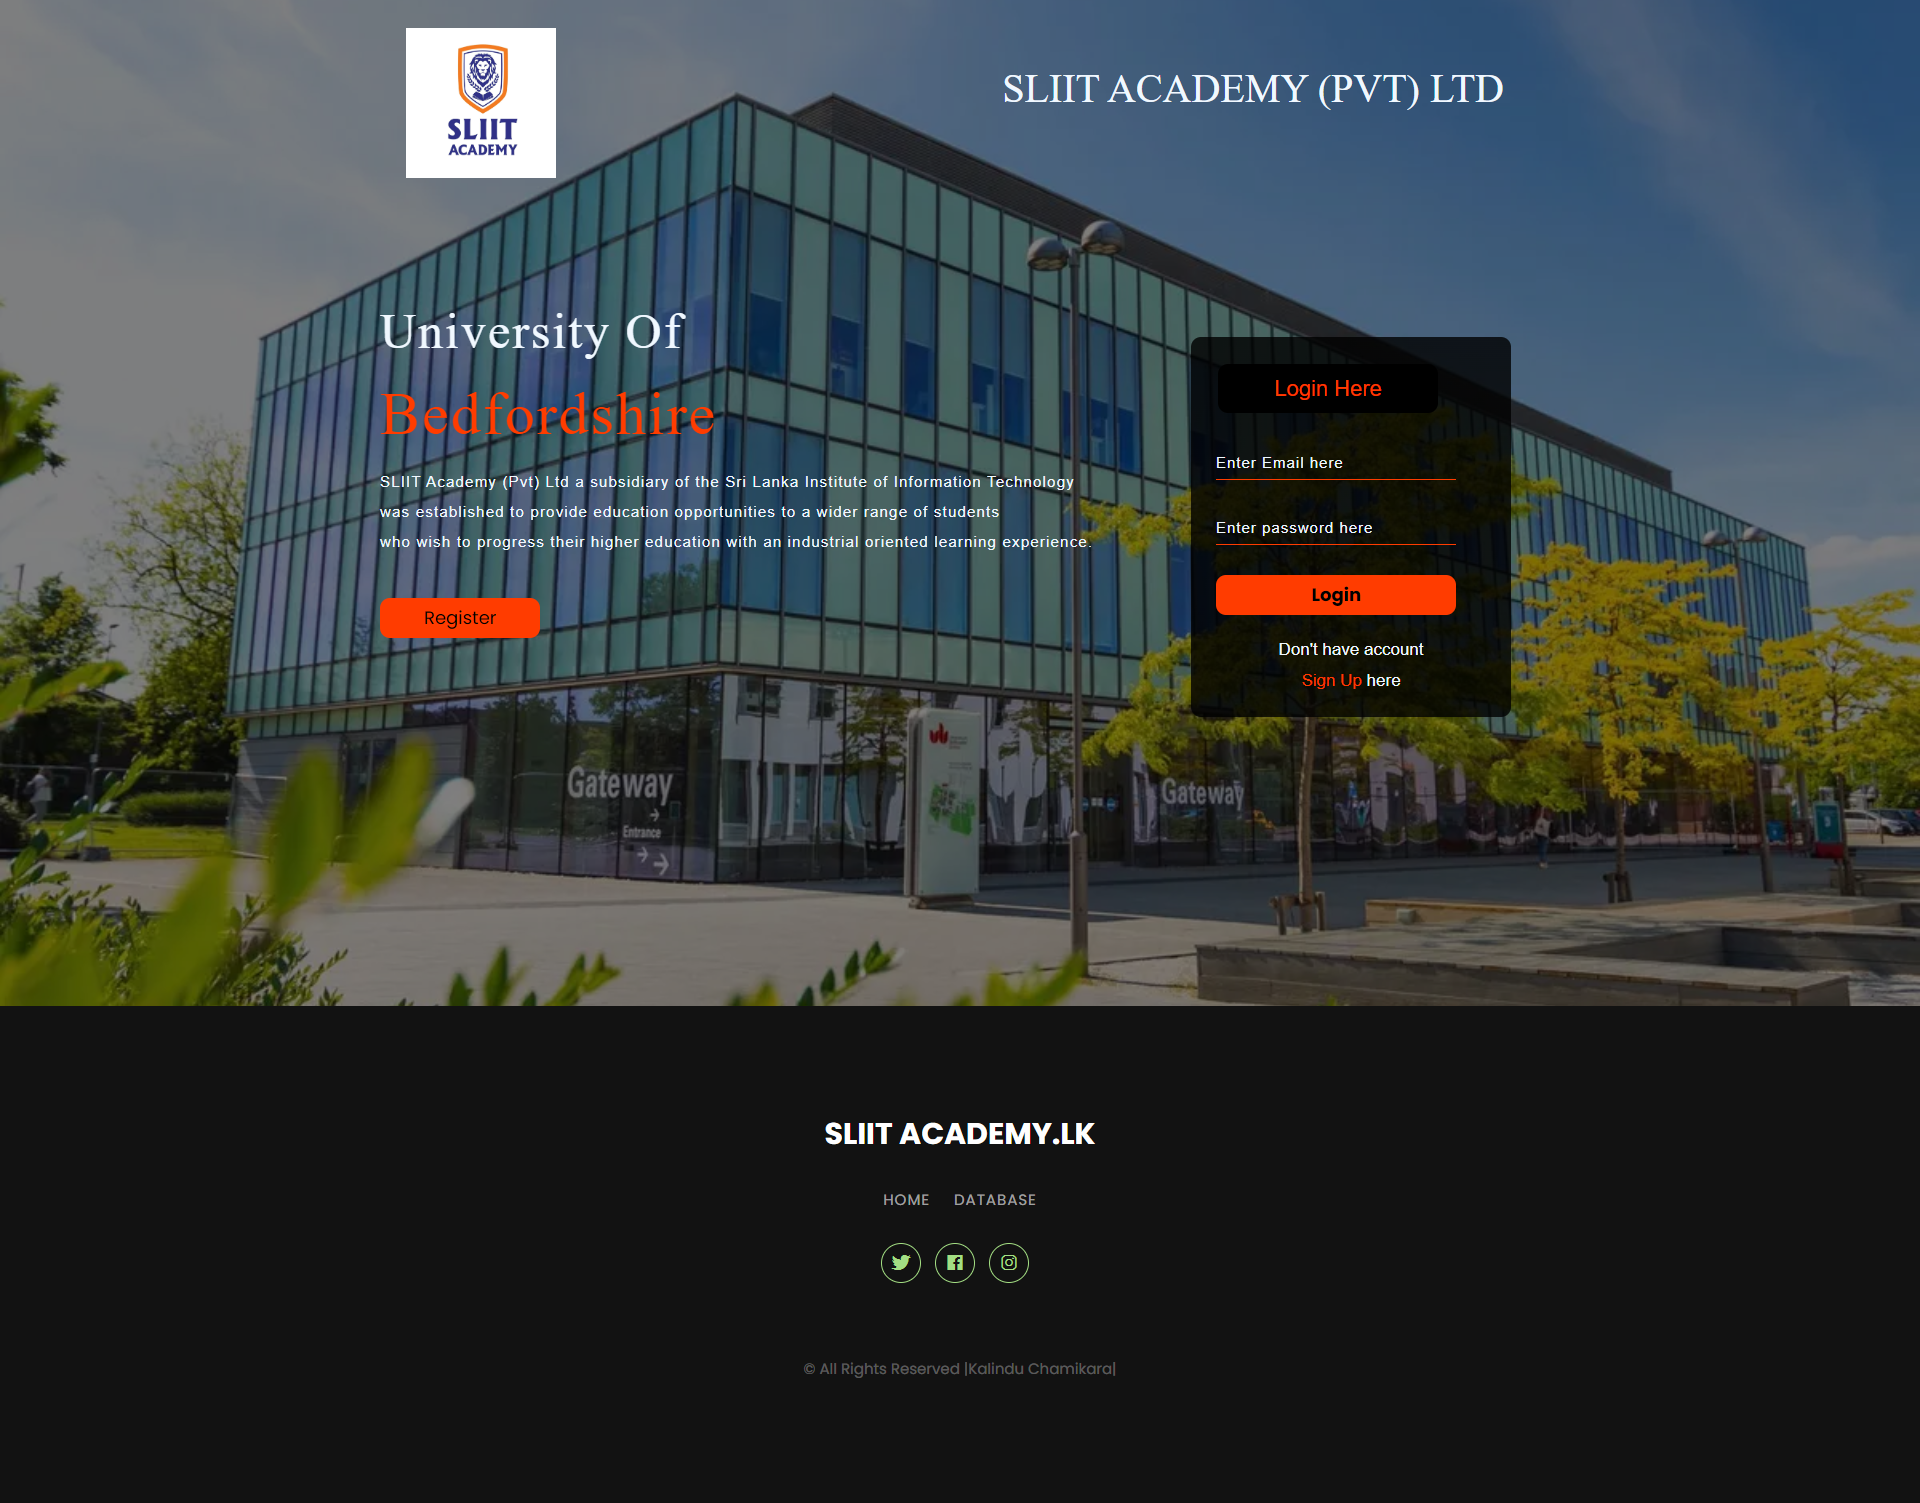 SLIIT
ACADEMY
SLIIT ACADEMY (PVT) LTD
University Of
Bedfordshire
SLIIT Academy (Pvt) Ltd a subsidiary of the Sri Lanka Institute of Information Technology
was established to provide education opportunities to a wider range of students
who wish to progress their higher education with an industrial oriented learning experience.
Register
Login Here
Enter Email here
Enter password here
Login
Don't have account
Sign Up here
Gateway
Entrance
Gateway
SLIIT ACADEMY.LK
HOME DATABASE
© All Rights Reserved |Kalindu Chamikara|